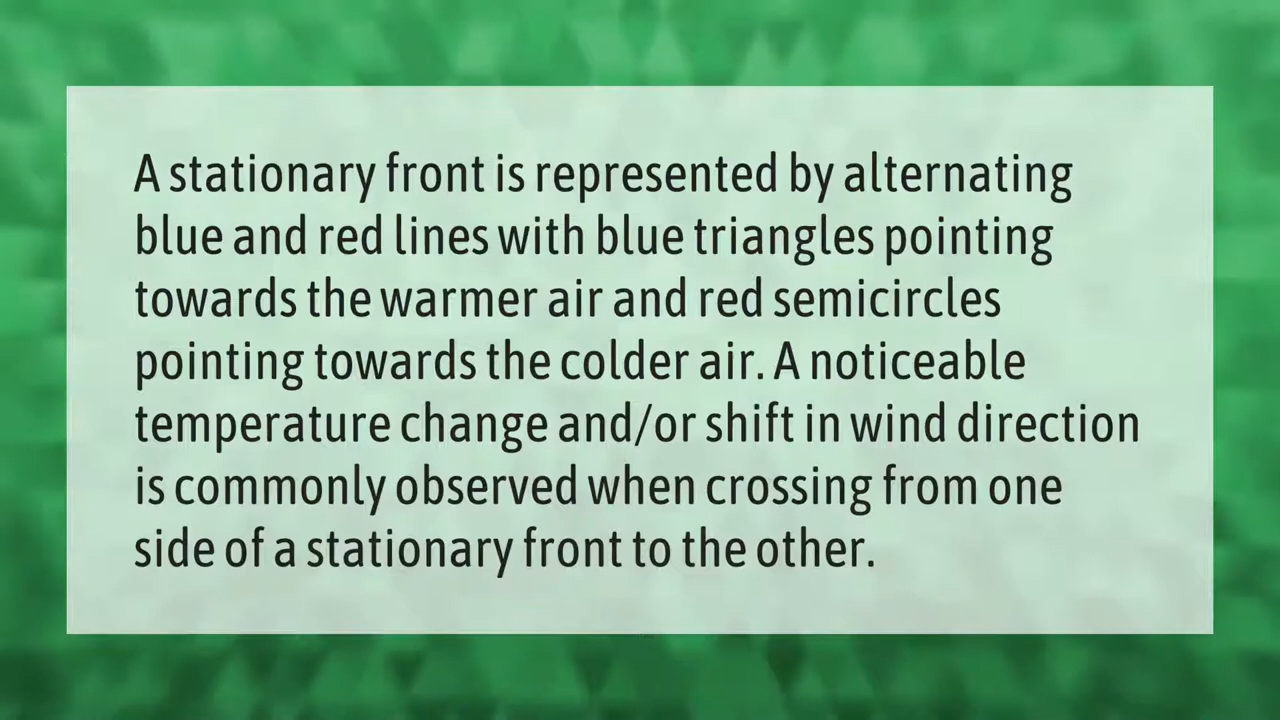 A stationary front is represented by alternating
blue and red lines with blue triangles pointing
towards the warmer air and red semicircles
pointing towards the colder air. A noticeable
temperature change and/or shift in wind direction
is commonly observed when crossing from one
side of a stationary front to the other.